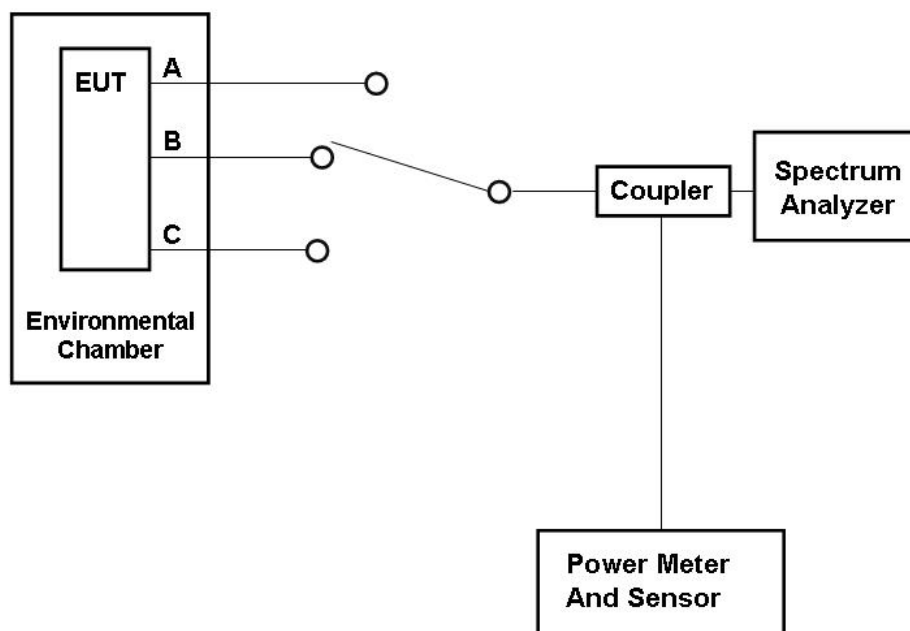 EUT
A
B
C
Environmental
Chamber
Coupler
Spectrum
Analyzer
Power Meter
And Sensor